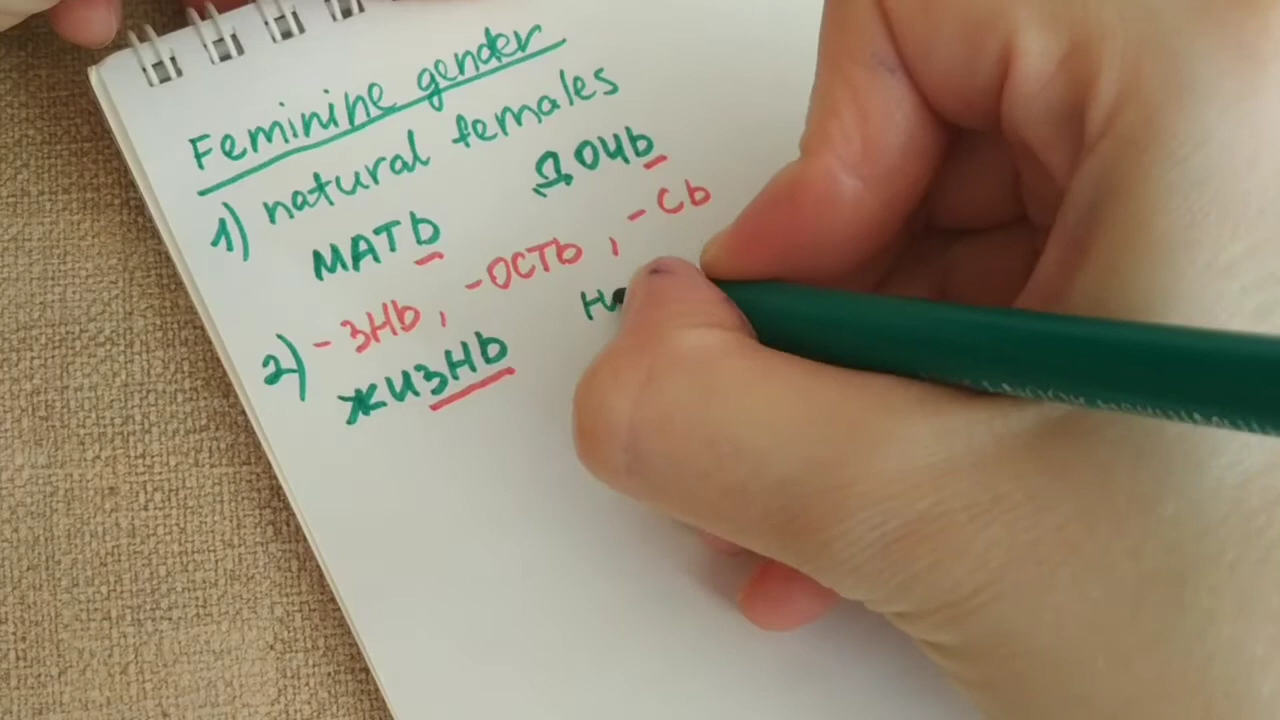 Feminine gender
1) natural females
МАТЬ ДОЧЬ
2) -ЗНЬ, -ОСТЬ, -СЬ
ЖИЗНЬ Н